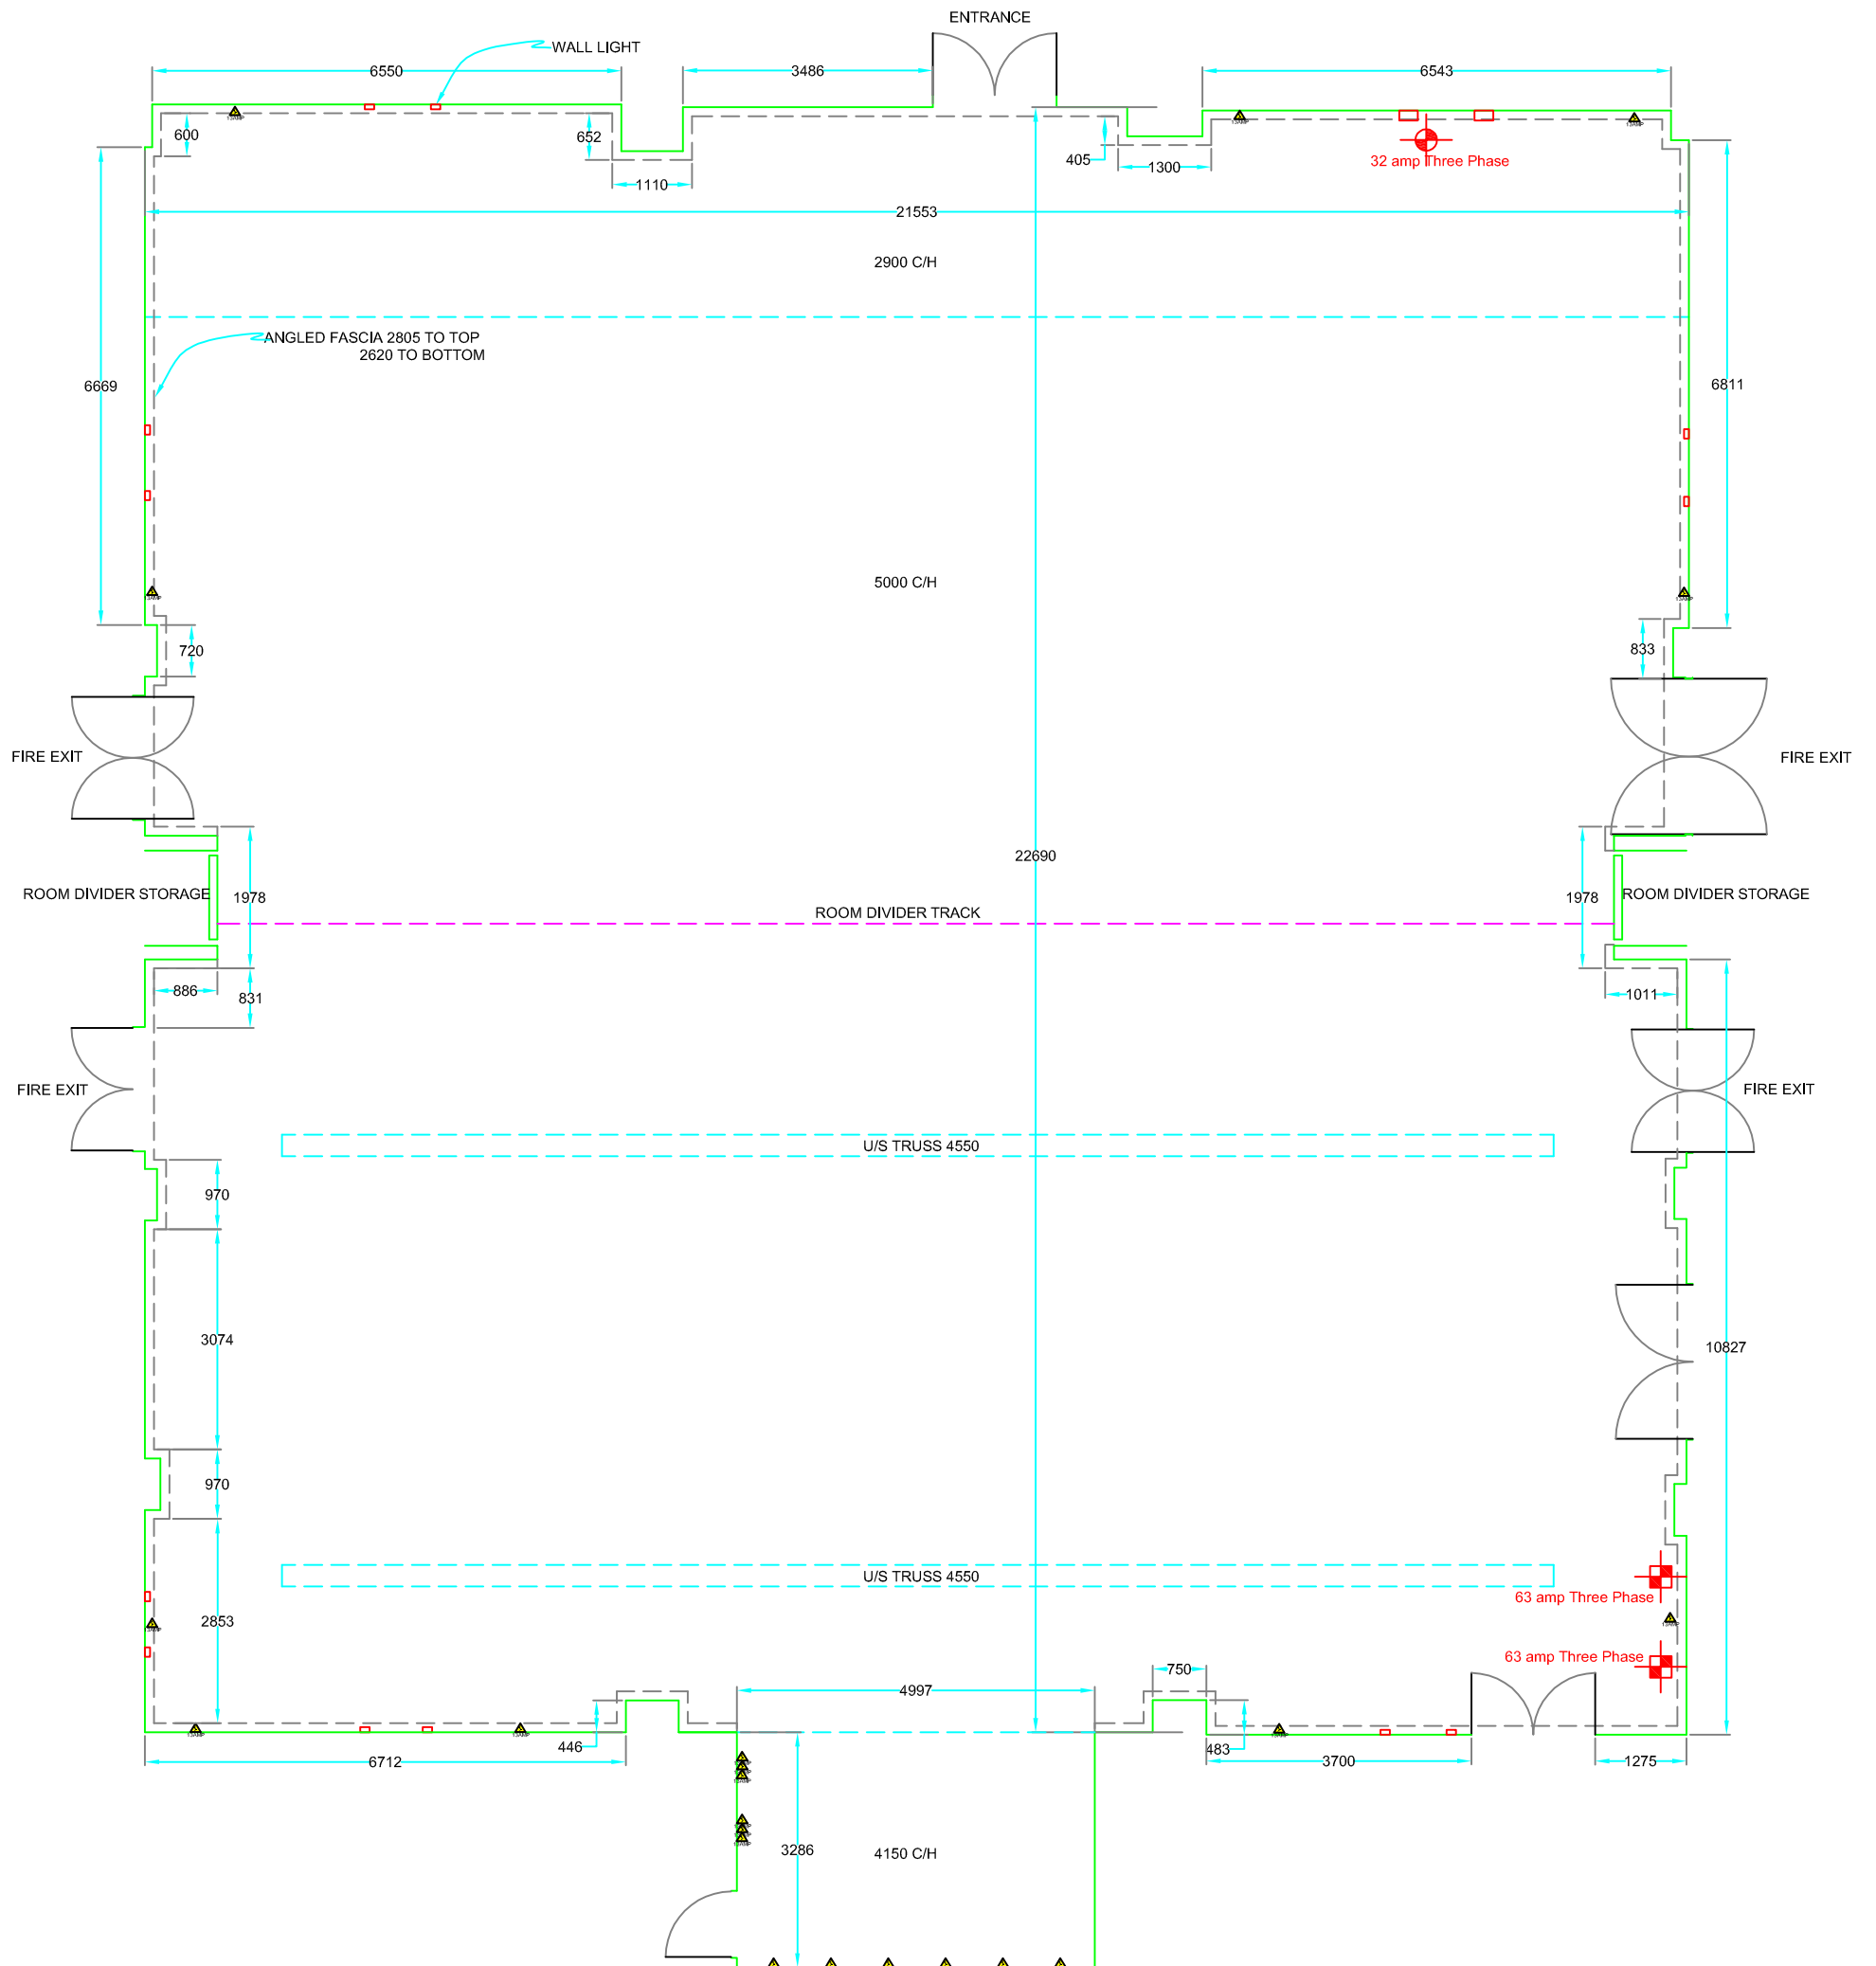 ENTRANCE
WALL LIGHT
6550
3486
6543
600
652
405
1110
1300
32 amp Three Phase
21553
2900 C/H
ANGLED FASCIA 2805 TO TOP
2620 TO BOTTOM
6669
6811
5000 C/H
720
833
FIRE EXIT
FIRE EXIT
22690
ROOM DIVIDER STORAGE
1978
ROOM DIVIDER TRACK
1978
ROOM DIVIDER STORAGE
886
831
1011
FIRE EXIT
FIRE EXIT
U/S TRUSS 4550
970
3074
10827
970
U/S TRUSS 4550
63 amp Three Phase
2853
63 amp Three Phase
750
4997
446
483
6712
3700
1275
3286
4150 C/H